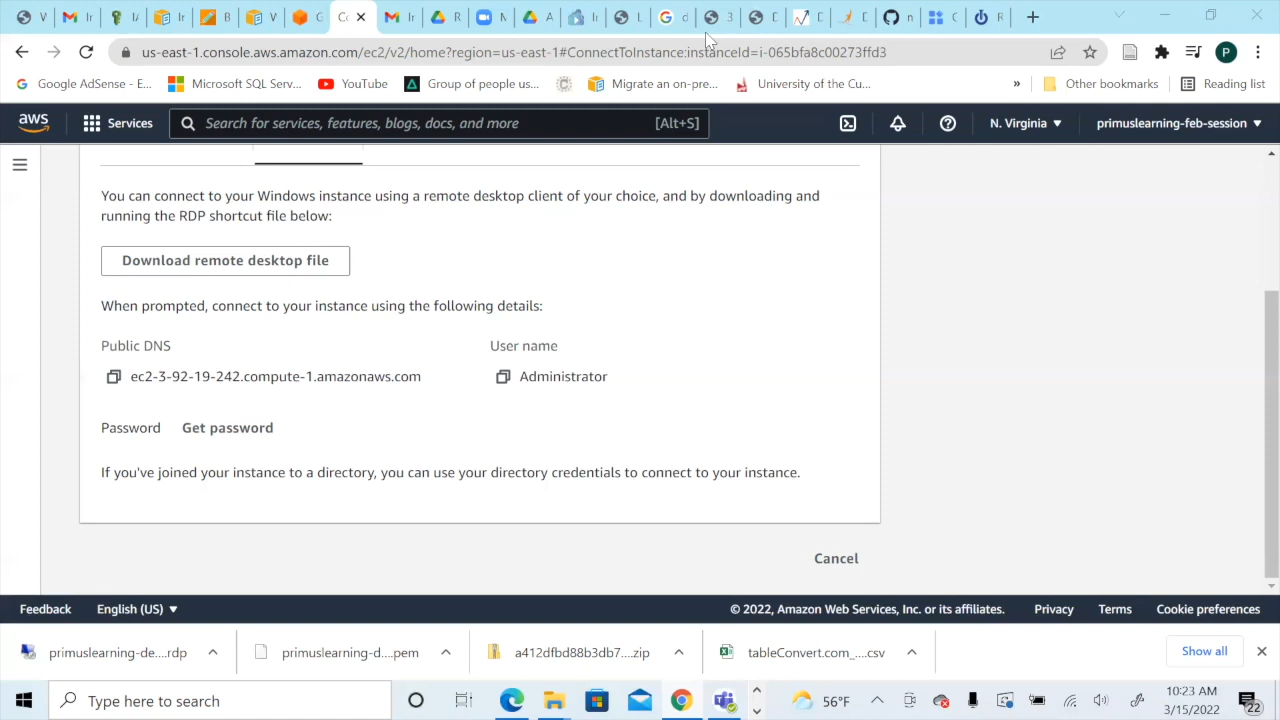 us-east-1.console.aws.amazon.com/ec2/v2/home?region=us-east-1#ConnectToInstance:instanceId=i-065bfa8c00273ffd3
P
Google AdSense - E...
Microsoft SQL Serv...
YouTube
Group of people us...
Migrate an on-pre...
University of the Cu...
»
Other bookmarks
Reading list
aws
Services
Search for services, features, blogs, docs, and more
[Alt+S]
N. Virginia
primuslearning-feb-session
You can connect to your Windows instance using a remote desktop client of your choice, and by downloading and
running the RDP shortcut file below:
Download remote desktop file
When prompted, connect to your instance using the following details:
Public DNS
User name
ec2-3-92-19-242.compute-1.amazonaws.com
Administrator
Password
Get password
If you've joined your instance to a directory, you can use your directory credentials to connect to your instance.
Cancel
Feedback
English (US)
© 2022, Amazon Web Services, Inc. or its affiliates.
Privacy
Terms
Cookie preferences
primuslearning-de....rdp
primuslearning-d....pem
a412dfbd88b3db7....zip
tableConvert.com_....csv
Show all
Type here to search
56°F
10:23 AM
3/15/2022
22